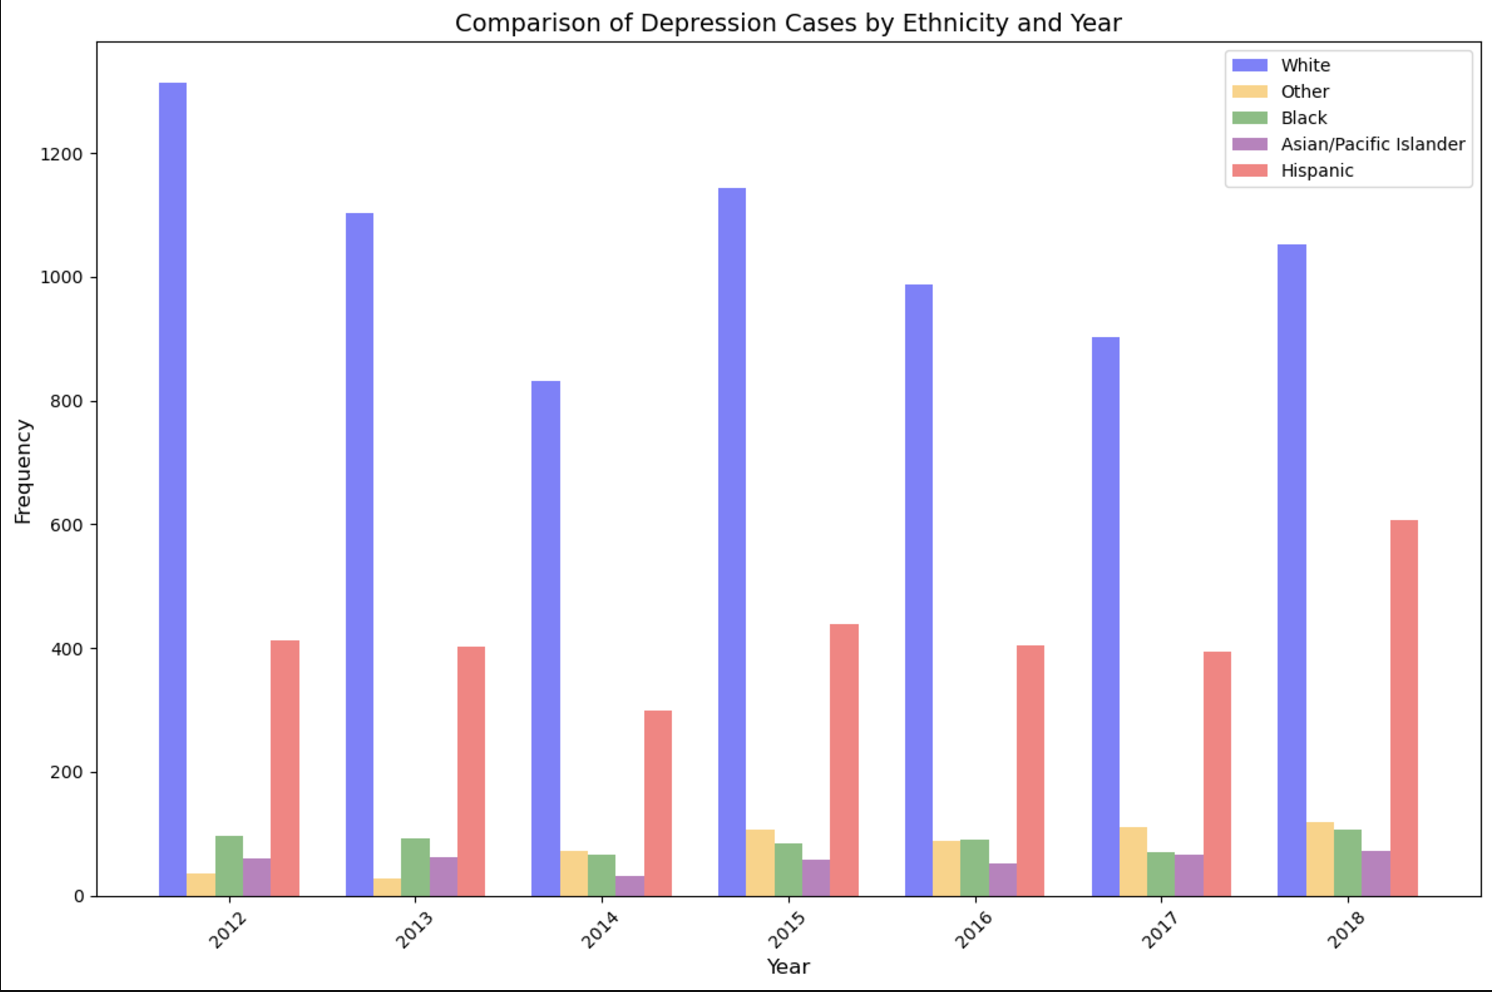 Comparison of Depression Cases by Ethnicity and Year
White
Other
Black
Asian/Pacific Islander
Hispanic
1200
1000
800
600
400
200
0
Frequency
2012 2013 2014 2015 2016 2017 2018
Year